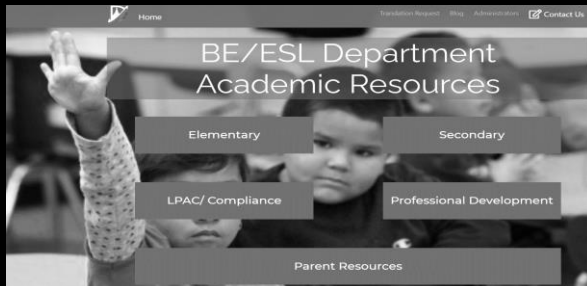 Home
Translation Request Blog Administrators Contact Us
BE/ESL Department
Academic Resources
Elementary
Secondary
LPAC/ Compliance
Professional Development
Parent Resources